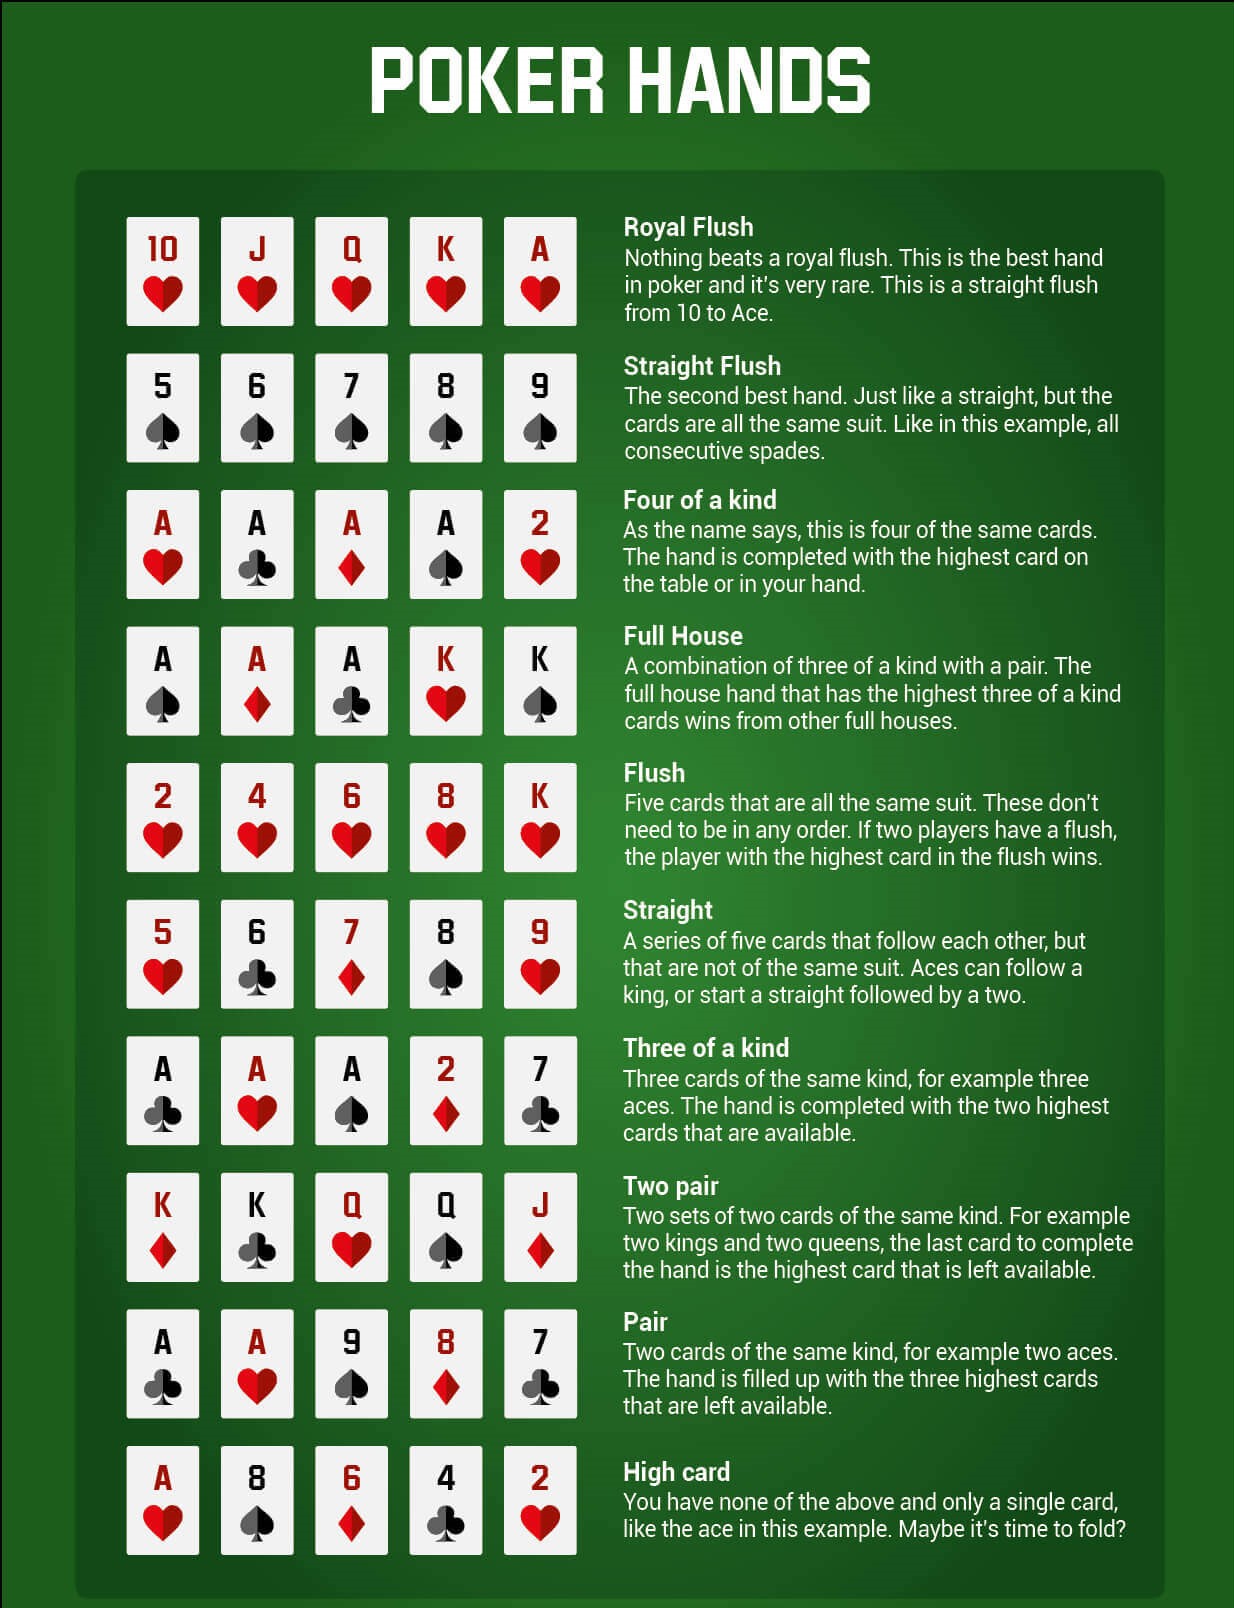 POKER HANDS
10 J Q K A
Royal Flush
Nothing beats a royal flush. This is the best hand
in poker and it's very rare. This is a straight flush
from 10 to Ace.
5 6 7 8 9
Straight Flush
The second best hand. Just like a straight, but the
cards are all the same suit. Like in this example, all
consecutive spades.
A A A A 2
Four of a kind
As the name says, this is four of the same cards.
The hand is completed with the highest card on
the table or in your hand.
A A A K K
Full House
A combination of three of a kind with a pair. The
full house hand that has the highest three of a kind
cards wins from other full houses.
2 4 6 8 K
Flush
Five cards that are all the same suit. These don't
need to be in any order. If two players have a flush,
the player with the highest card in the flush wins.
5 6 7 8 9
Straight
A series of five cards that follow each other, but
that are not of the same suit. Aces can follow a
king, or start a straight followed by a two.
A A A 2 7
Three of a kind
Three cards of the same kind, for example three
aces. The hand is completed with the two highest
cards that are available.
K K Q Q J
Two pair
Two sets of two cards of the same kind. For example
two kings and two queens, the last card to complete
the hand is the highest card that is left available.
A A 9 8 7
Pair
Two cards of the same kind, for example two aces.
The hand is filled up with the three highest cards
that are left available.
A 8 6 4 2
High card
You have none of the above and only a single card,
like the ace in this example. Maybe it's time to fold?